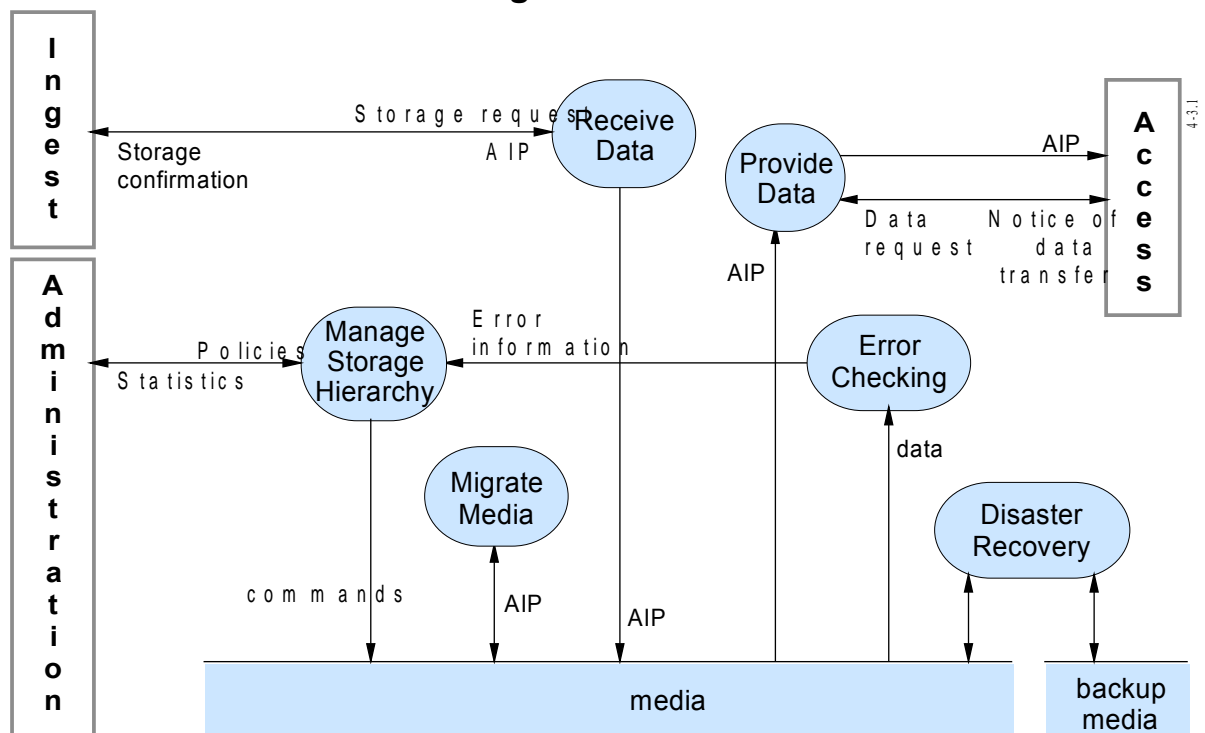 Ingest
Storage request
AIP
Storage
confirmation
Receive
Data
Provide
Data
AIP
Data
request
Notice of
data
transfer
Access
4-3.1
AIP
Administration
Policies
Statistics
Manage
Storage
Hierarchy
Error
information
Error
Checking
data
Migrate
Media
Disaster
Recovery
commands
AIP
AIP
media
backup
media